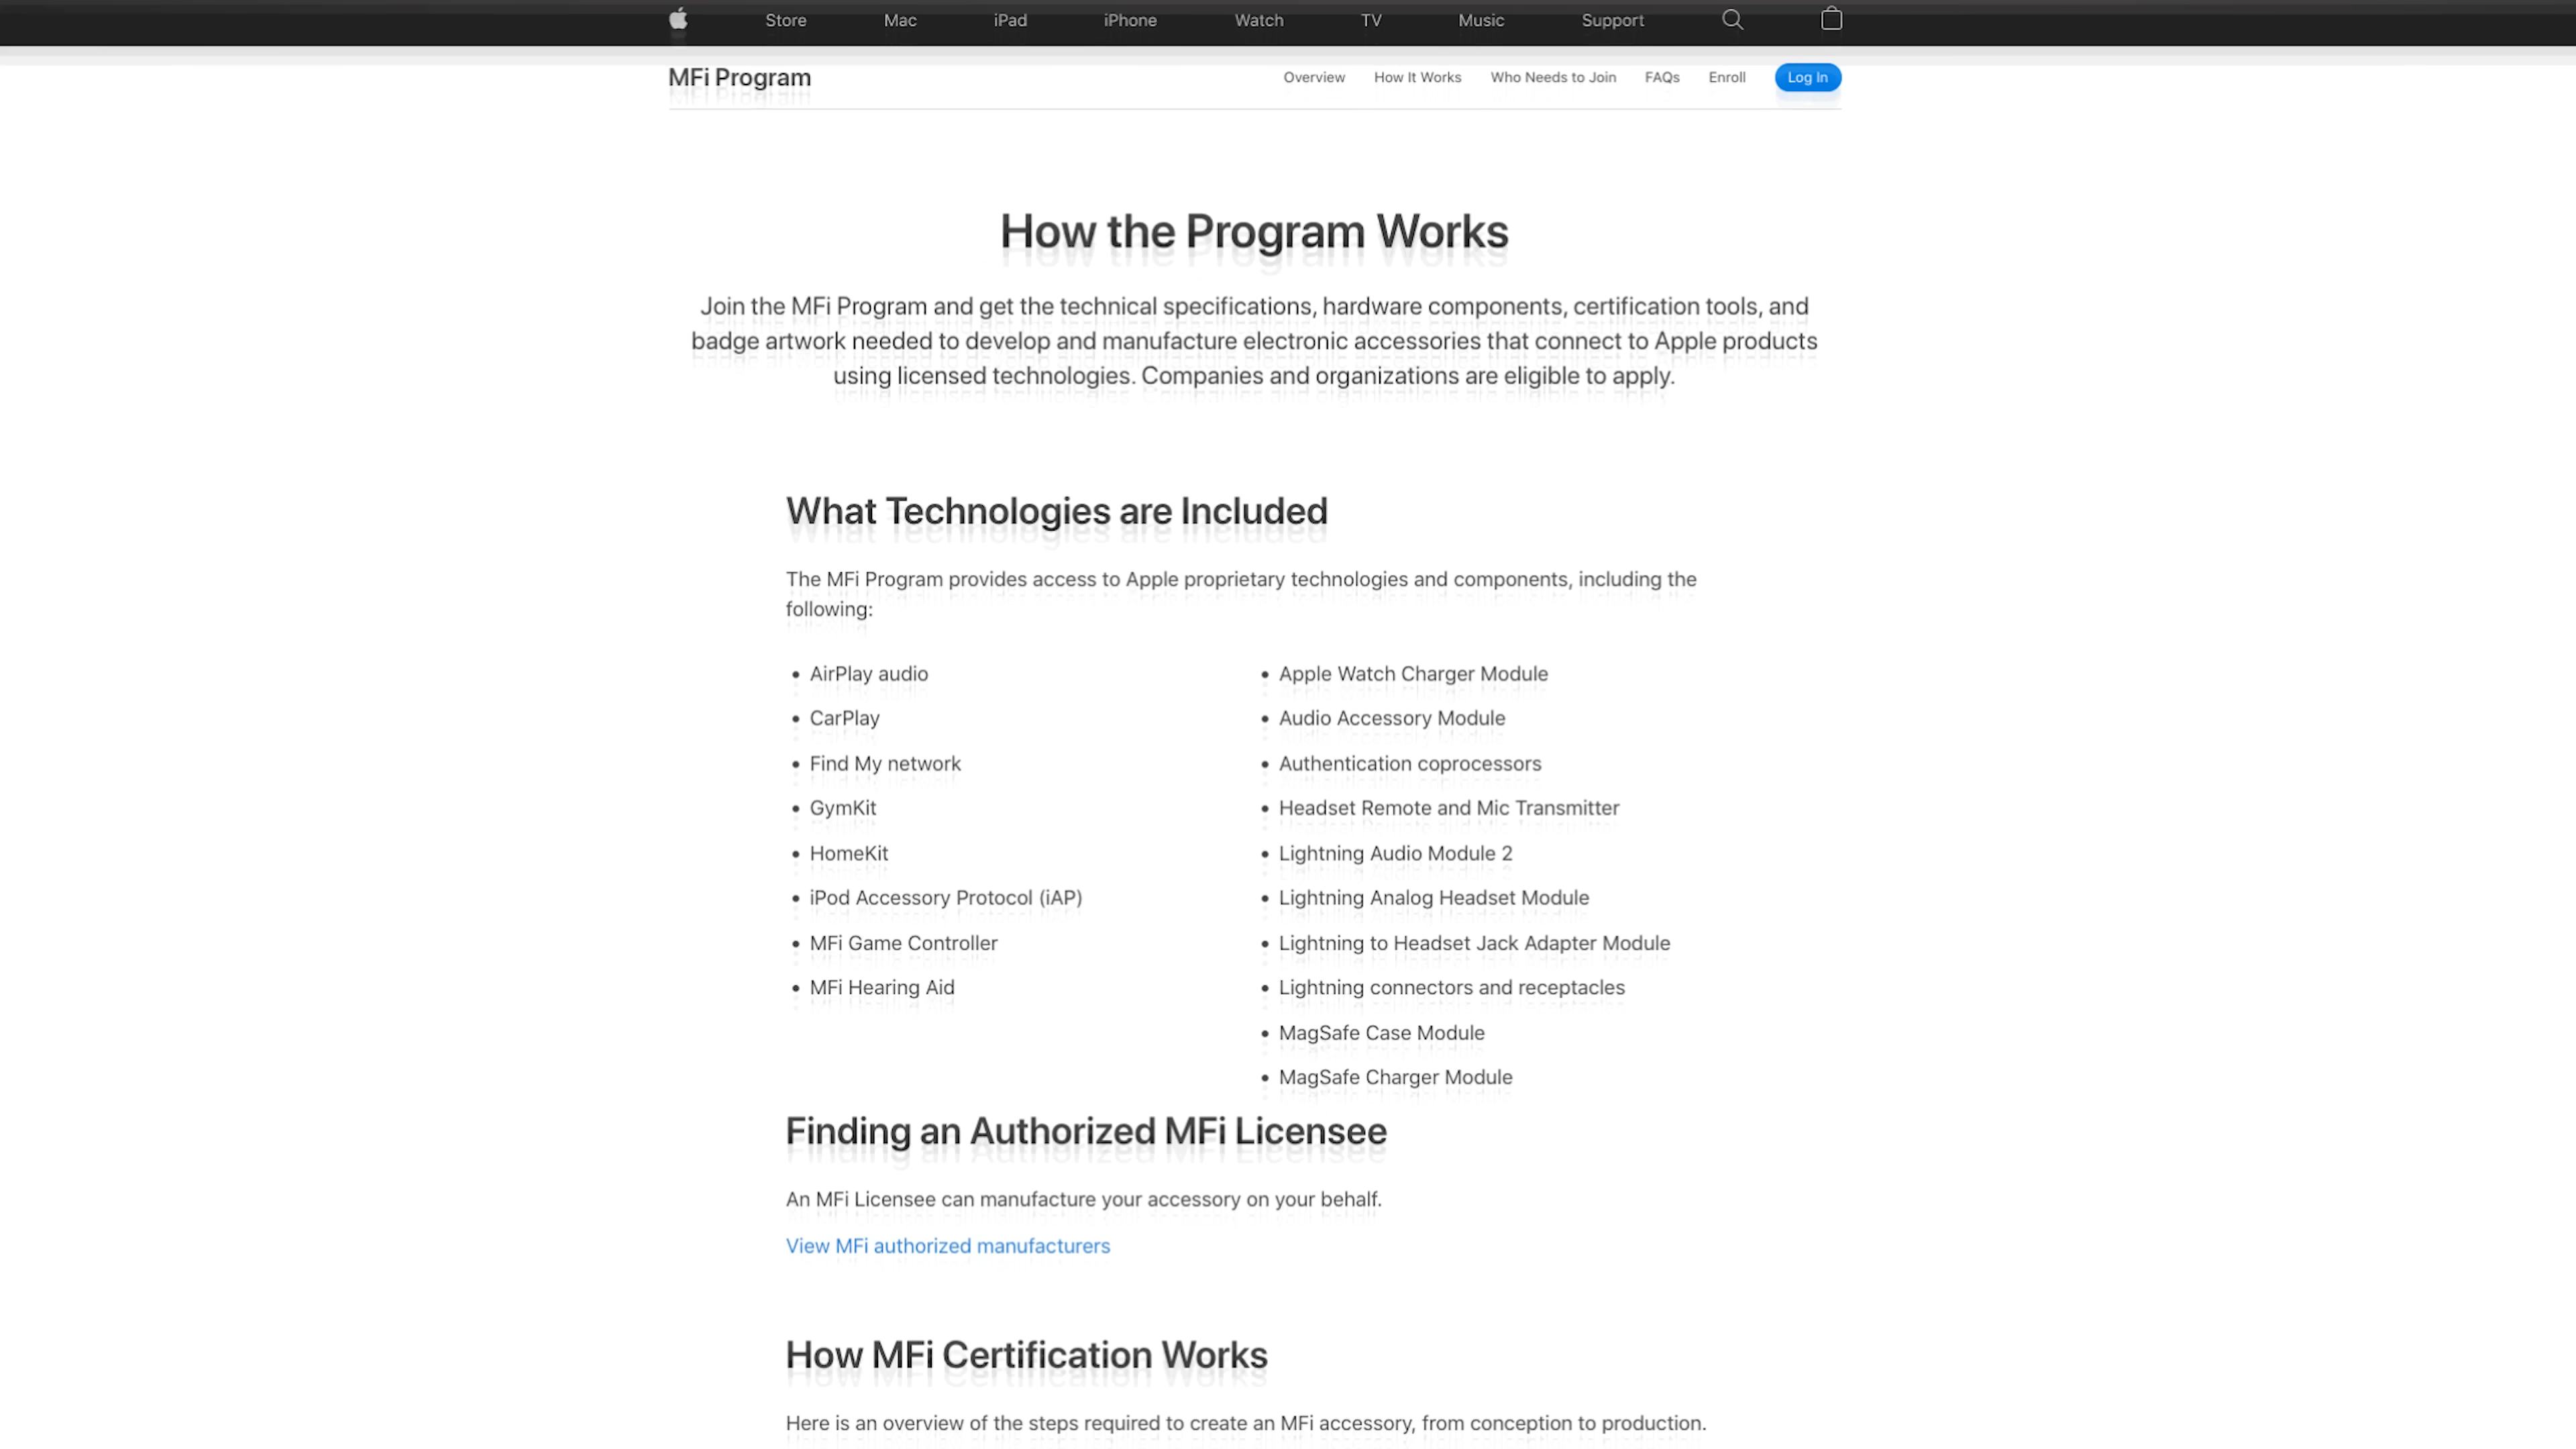 Store Mac iPad iPhone Watch TV Music Support
MFi Program Overview How It Works Who Needs to Join FAQs Enroll Log In
How the Program Works
Join the MFi Program and get the technical specifications, hardware components, certification tools, and
badge artwork needed to develop and manufacture electronic accessories that connect to Apple products
using licensed technologies. Companies and organizations are eligible to apply.
What Technologies are Included
The MFi Program provides access to Apple proprietary technologies and components, including the
following:
• AirPlay audio
• CarPlay
• Find My network
• GymKit
• HomeKit
• iPod Accessory Protocol (iAP)
• MFi Game Controller
• MFi Hearing Aid
• Apple Watch Charger Module
• Audio Accessory Module
• Authentication coprocessors
• Headset Remote and Mic Transmitter
• Lightning Audio Module 2
• Lightning Analog Headset Module
• Lightning to Headset Jack Adapter Module
• Lightning connectors and receptacles
• MagSafe Case Module
• MagSafe Charger Module
Finding an Authorized MFi Licensee
An MFi Licensee can manufacture your accessory on your behalf.
View MFi authorized manufacturers
How MFi Certification Works
Here is an overview of the steps required to create an MFi accessory, from conception to production.